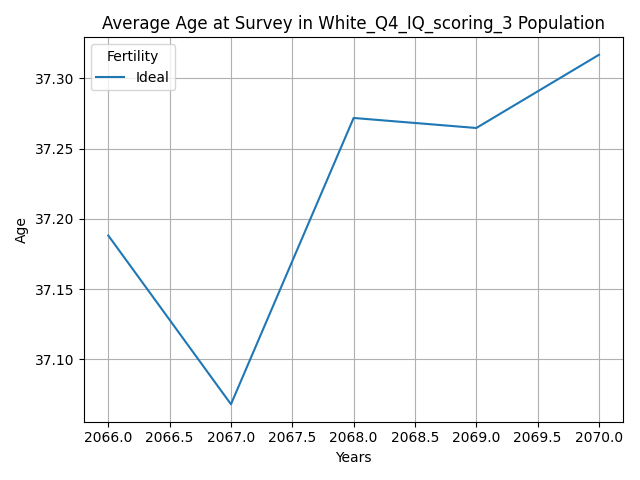 Average Age at Survey in White_Q4_IQ_scoring_3 Population
Fertility
Ideal
37.30
37.25
37.20
37.15
37.10
Age
2066.0 2066.5 2067.0 2067.5 2068.0 2068.5 2069.0 2069.5 2070.0
Years